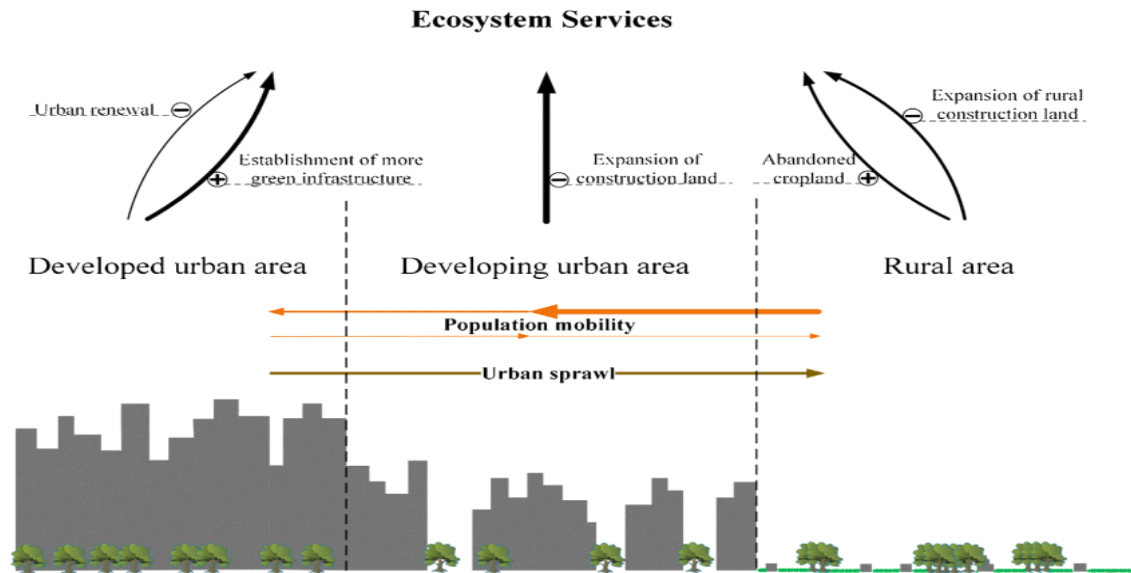 Ecosystem Services
Urban renewal
Establishment of more
green infrastructure
Expansion of
construction land
Abandoned
cropland
Expansion of rural
construction land
Developed urban area
Developing urban area
Rural area
Population mobility
Urban sprawl